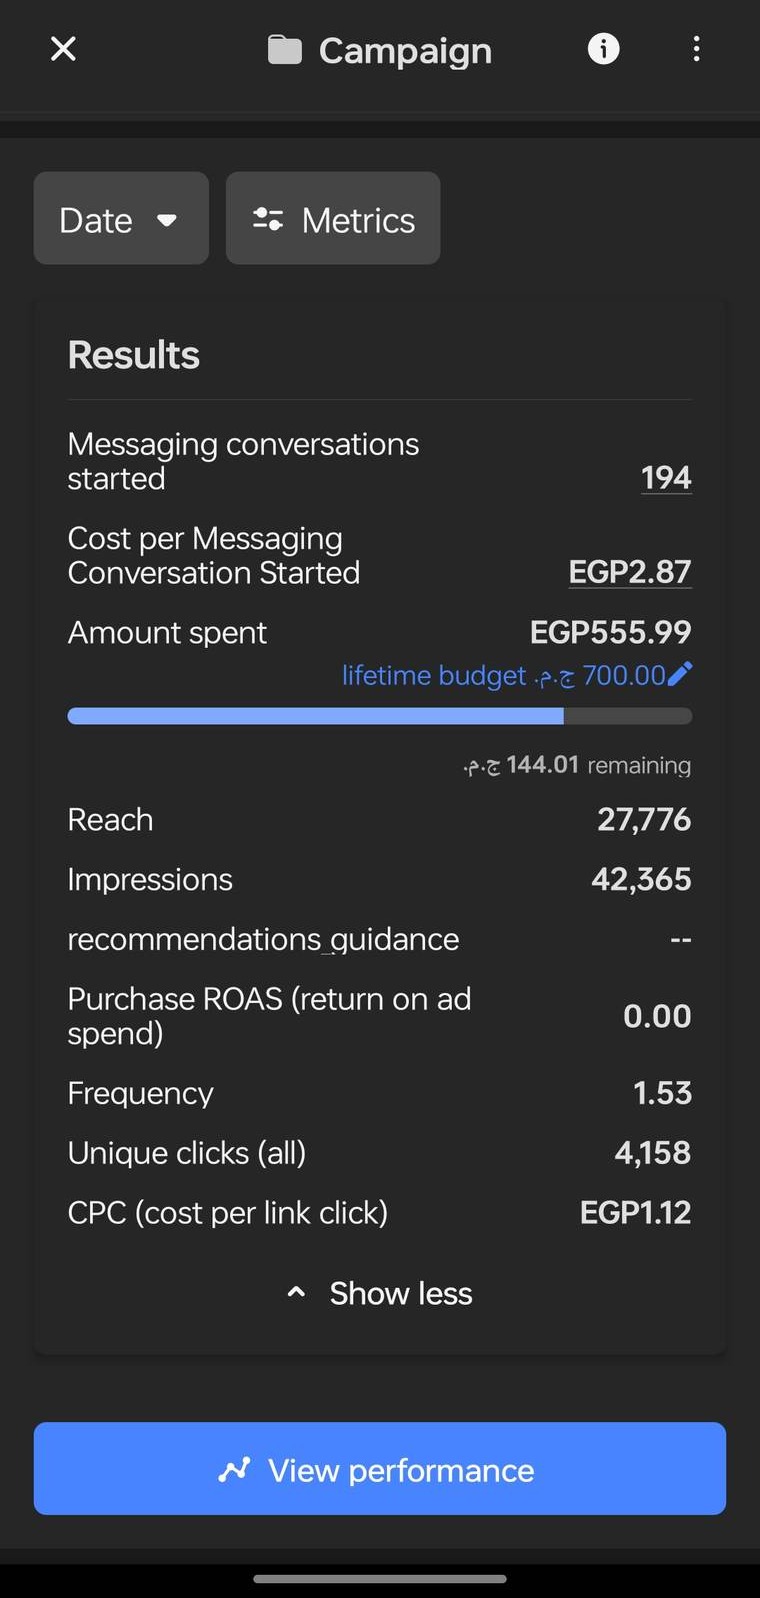 Campaign
Date
Metrics
Results
Messaging conversations
started
194
Cost per Messaging
Conversation Started
EGP2.87
Amount spent
EGP555.99
lifetime budget ج.م.‏ 700.00
ج.م.‏ 144.01 remaining
Reach
27,776
Impressions
42,365
recommendations_guidance
--
Purchase ROAS (return on ad
spend)
0.00
Frequency
1.53
Unique clicks (all)
4,158
CPC (cost per link click)
EGP1.12
Show less
View performance